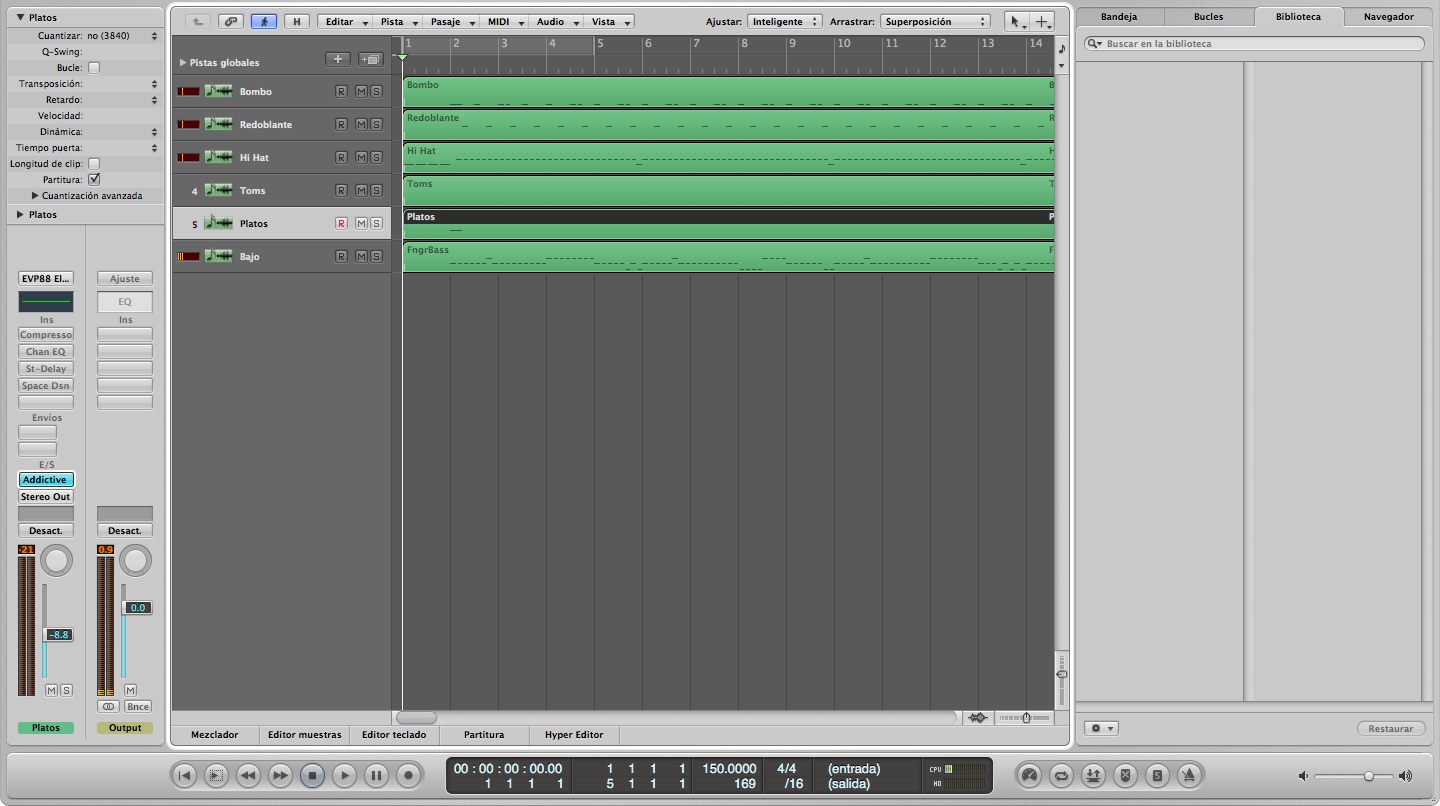 Platos
Cuantizar: no (3840)
Q-Swing:
Bucle:
Transposición:
Retardo:
Velocidad:
Dinámica:
Tiempo puerta:
Longitud de clip:
Partitura:
Cuantización avanzada
Platos
EVP88 El... Ajuste
EQ
Ins Ins
Compresso
Chan EQ
St-Delay
Space Dsn
Envíos
E/S
Addictive
Stereo Out
Desact. Desact.
-21 0.9
0.0
-8.8
M S M
Bnce
Platos Output
H Editar Pista Pasaje MIDI Audio Vista Ajustar: Inteligente Arrastrar: Superposición
1 2 3 4 5 6 7 8 9 10 11 12 13 14
Pistas globales
Bombo R M S Bombo B
Redoblante R M S Redoblante R
Hi Hat R M S Hi Hat H
4 Toms R M S Toms T
5 Platos R M S Platos P
Bajo R M S FngrBass F
Mezclador Editor muestras Editor teclado Partitura Hyper Editor
Bandeja Bucles Biblioteca Navegador
Buscar en la biblioteca
Restaurar
00 : 00 : 00 : 00.00 1 1 1 1 150.0000 4/4 (entrada) CPU
1 1 1 1 5 1 1 1 169 /16 (salida) HD
S